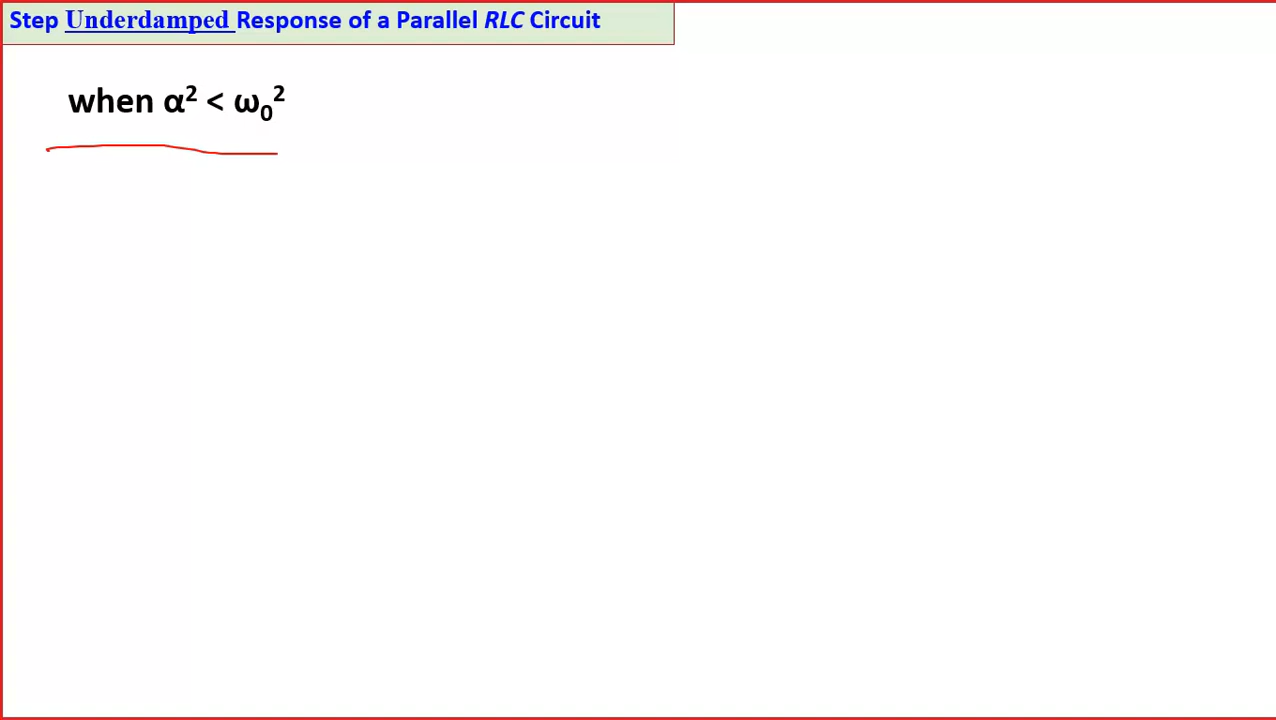 Step Underdamped Response of a Parallel RLC Circuit
when α² < ω₀²